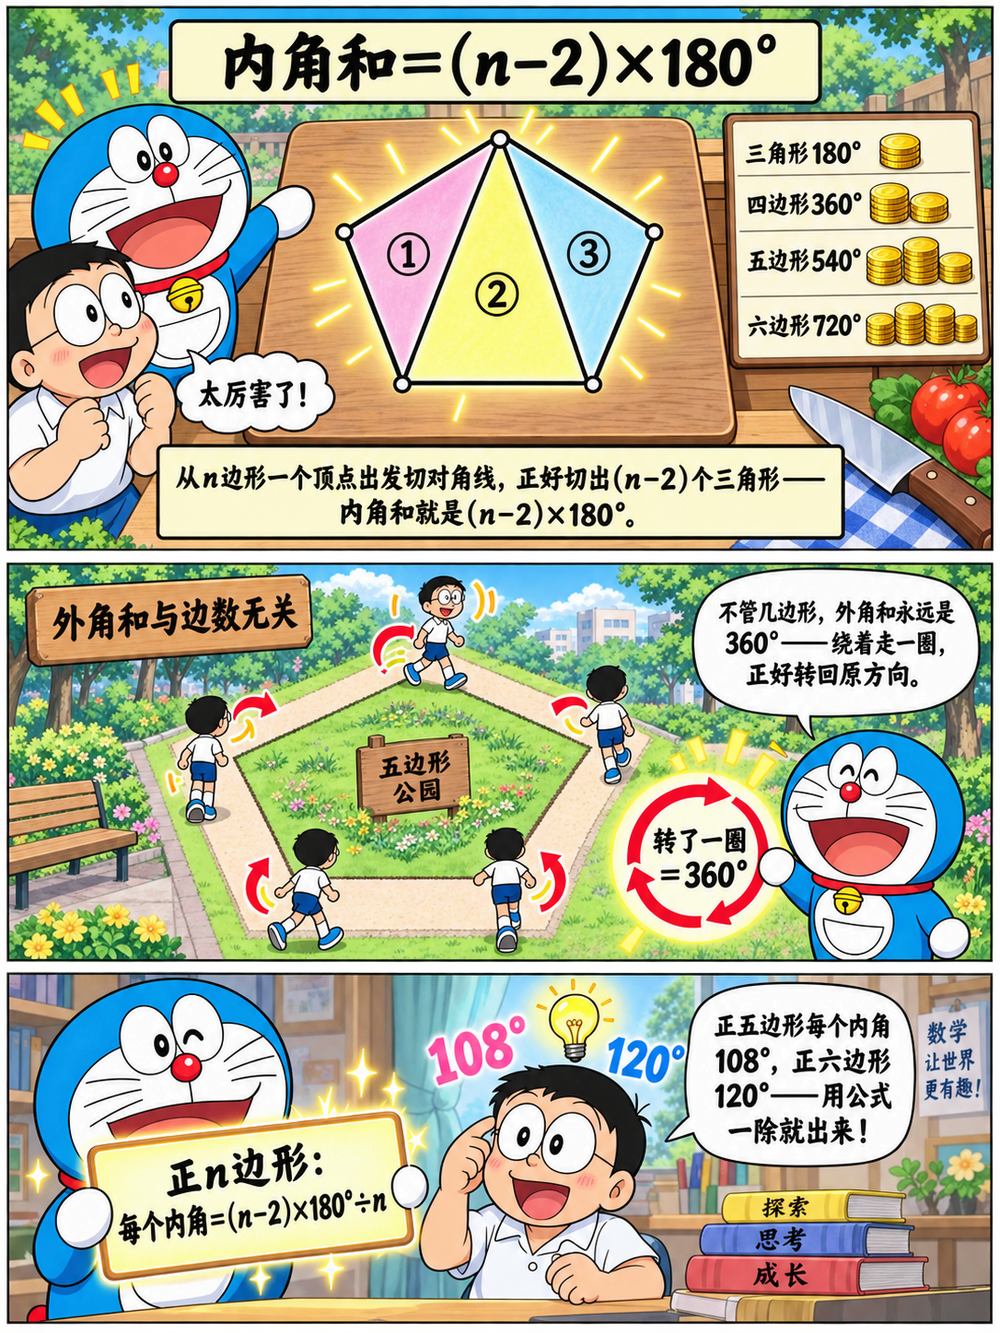 内角和=(n-2)×180°
三角形180°
四边形360°
五边形540°
六边形720°
①
②
③
太厉害了！
从n边形一个顶点出发切对角线，正好切出(n-2)个三角形——
内角和就是(n-2)×180°。
外角和与边数无关
不管几边形，外角和永远是
360°——绕着走一圈，
正好转回原方向。
五边形
公园
转了一圈
=360°
108°
120°
正五边形每个内角
108°，正六边形
120°——用公式
一除就出来！
数学
让世界
更有趣！
正n边形：
每个内角=(n-2)×180°÷n
探索
思考
成长